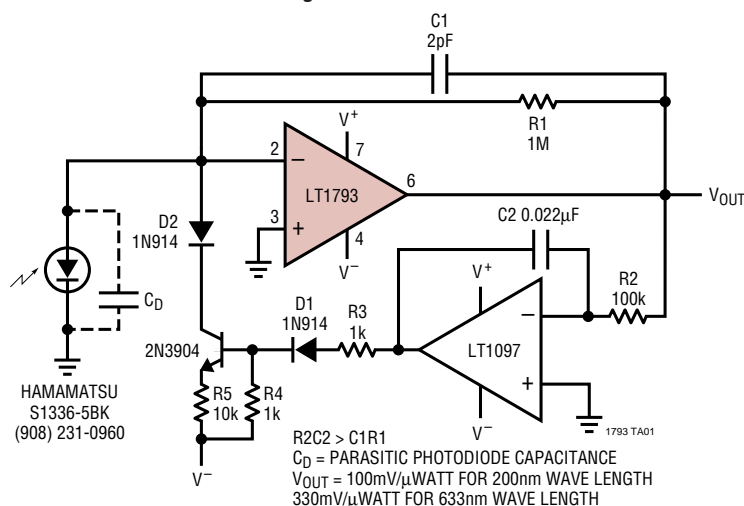 C1
2pF
R1
1M
V+
2
7
−
6
LT1793
VOUT
3
+
4
V−
C2 0.022µF
D2
1N914
R2
100k
CD
V+
D1
1N914
R3
1k
−
LT1097
2N3904
+
R5
10k
R4
1k
V−
V−
1793 TA01
HAMAMATSU
S1336-5BK
(908) 231-0960
R2C2 > C1R1
CD = PARASITIC PHOTODIODE CAPACITANCE
VOUT = 100mV/µWATT FOR 200nm WAVE LENGTH
330mV/µWATT FOR 633nm WAVE LENGTH